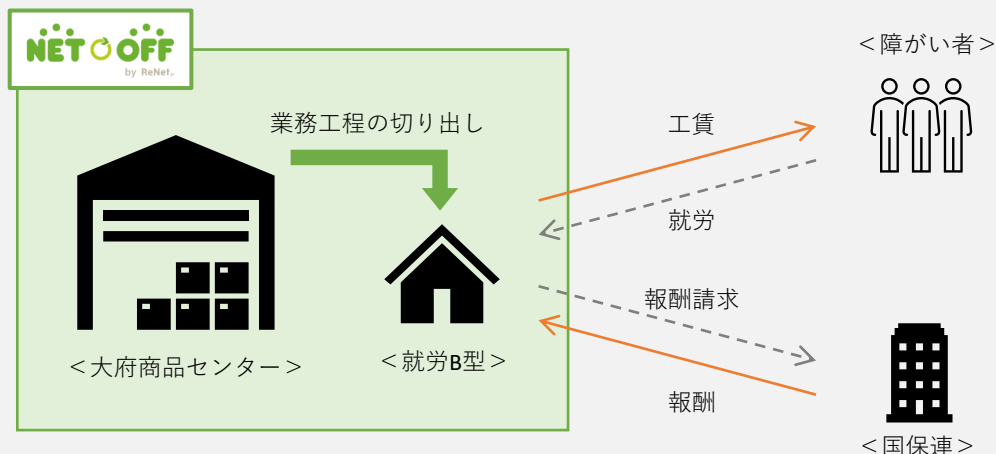 NET OFF
by ReNet
業務工程の切り出し
＜大府商品センター＞
＜就労B型＞
工賃
就労
報酬請求
報酬
＜障がい者＞
＜国保連＞